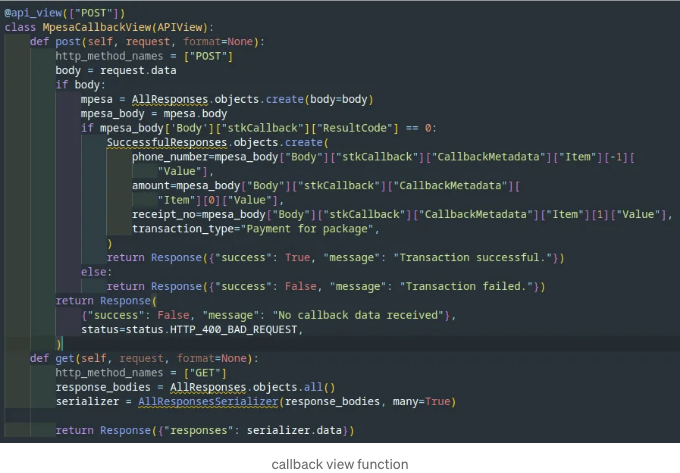 @api_view(["POST"])
class MpesaCallbackView(APIView):
    def post(self, request, format=None):
        http_method_names = ["POST"]
        body = request.data
        if body:
            mpesa = AllResponses.objects.create(body=body)
            mpesa_body = mpesa.body
            if mpesa_body['Body']["stkCallback"]["ResultCode"] == 0:
                SuccessfulResponses.objects.create(
                    phone_number=mpesa_body["Body"]["stkCallback"]["CallbackMetadata"]["Item"][-1][
                        "Value"],
                    amount=mpesa_body["Body"]["stkCallback"]["CallbackMetadata"][
                        "Item"][0]["Value"],
                    receipt_no=mpesa_body["Body"]["stkCallback"]["CallbackMetadata"]["Item"][1]["Value"],
                    transaction_type="Payment for package",
                )
                return Response({"success": True, "message": "Transaction successful."})
            else:
                return Response({"success": False, "message": "Transaction failed."})
        return Response(
            {"success": False, "message": "No callback data received"},
            status=status.HTTP_400_BAD_REQUEST,
        )
    def get(self, request, format=None):
        http_method_names = ["GET"]
        response_bodies = AllResponses.objects.all()
        serializer = AllResponsesSerializer(response_bodies, many=True)

        return Response({"responses": serializer.data})
callback view function